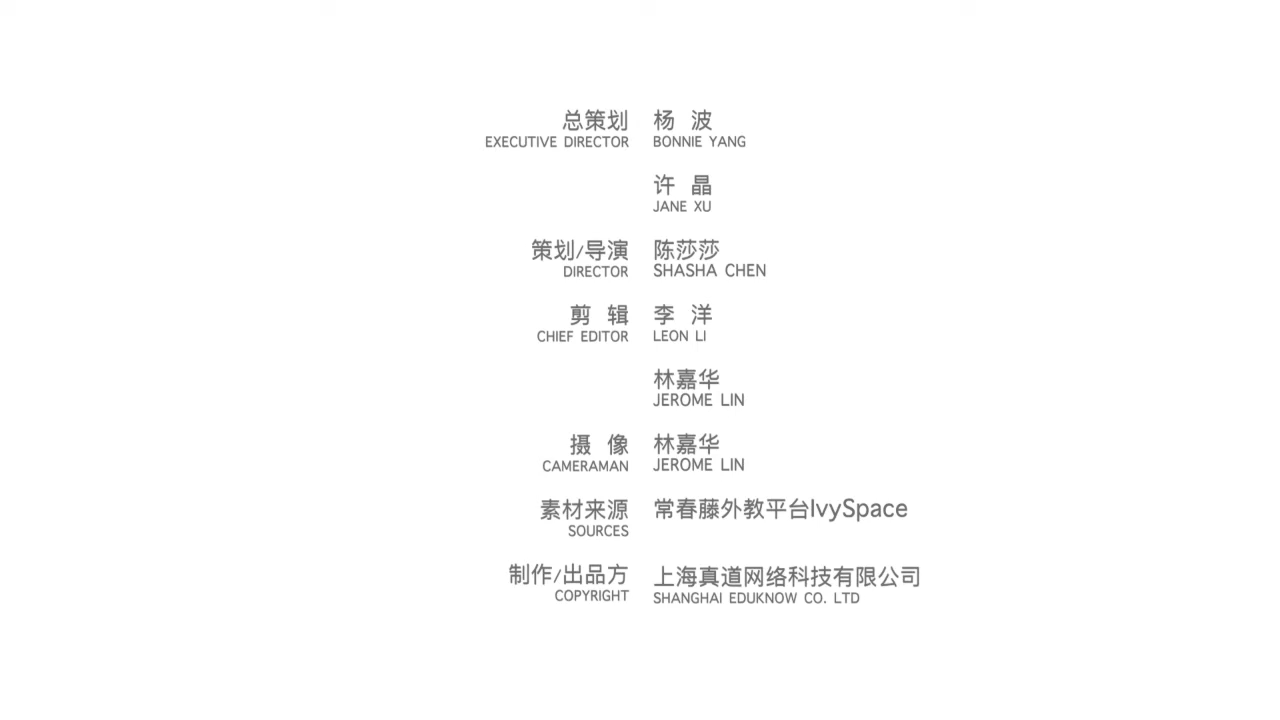 总策划 杨 波
EXECUTIVE DIRECTOR BONNIE YANG
许 晶
JANE XU
策划/导演 陈莎莎
DIRECTOR SHASHA CHEN
剪 辑 李 洋
CHIEF EDITOR LEON LI
林嘉华
JEROME LIN
摄 像 林嘉华
CAMERAMAN JEROME LIN
素材来源 常春藤外教平台IvySpace
SOURCES
制作/出品方 上海真道网络科技有限公司
COPYRIGHT SHANGHAI EDUKNOW CO. LTD